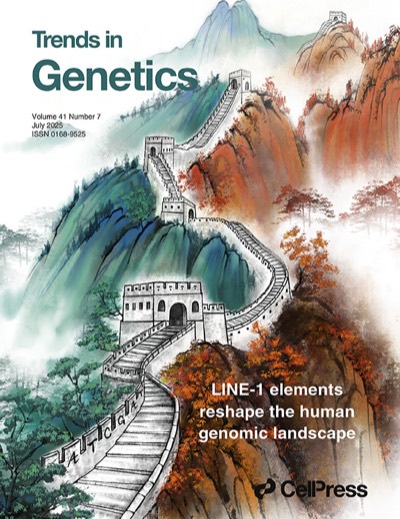 Trends in
Genetics
Volume 41 Number 7
July 2025
ISSN 0168-9525
LINE-1 elements
reshape the human
genomic landscape
CellPress